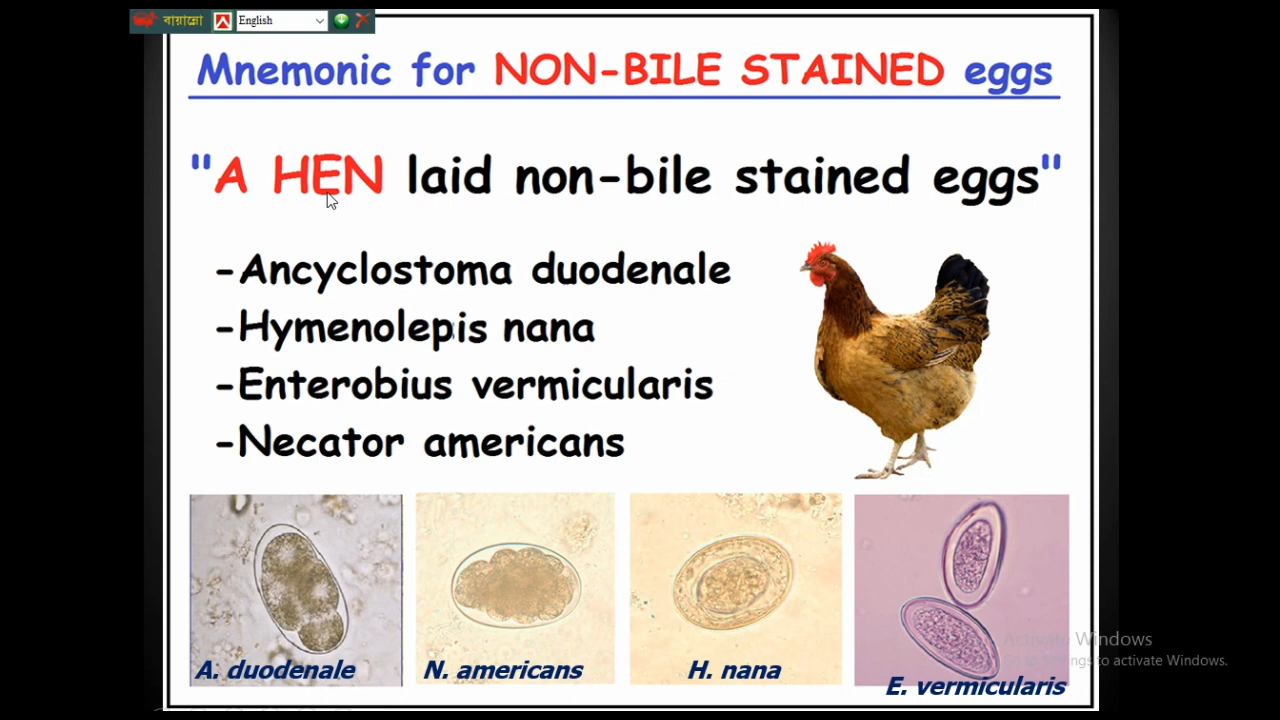 বায়ান্নো English
Mnemonic for NON-BILE STAINED eggs
"A HEN laid non-bile stained eggs"
-Ancyclostoma duodenale
-Hymenolepis nana
-Enterobius vermicularis
-Necator americans
A. duodenale
N. americans
H. nana
E. vermicularis
Activate Windows
Go to Settings to activate Windows.